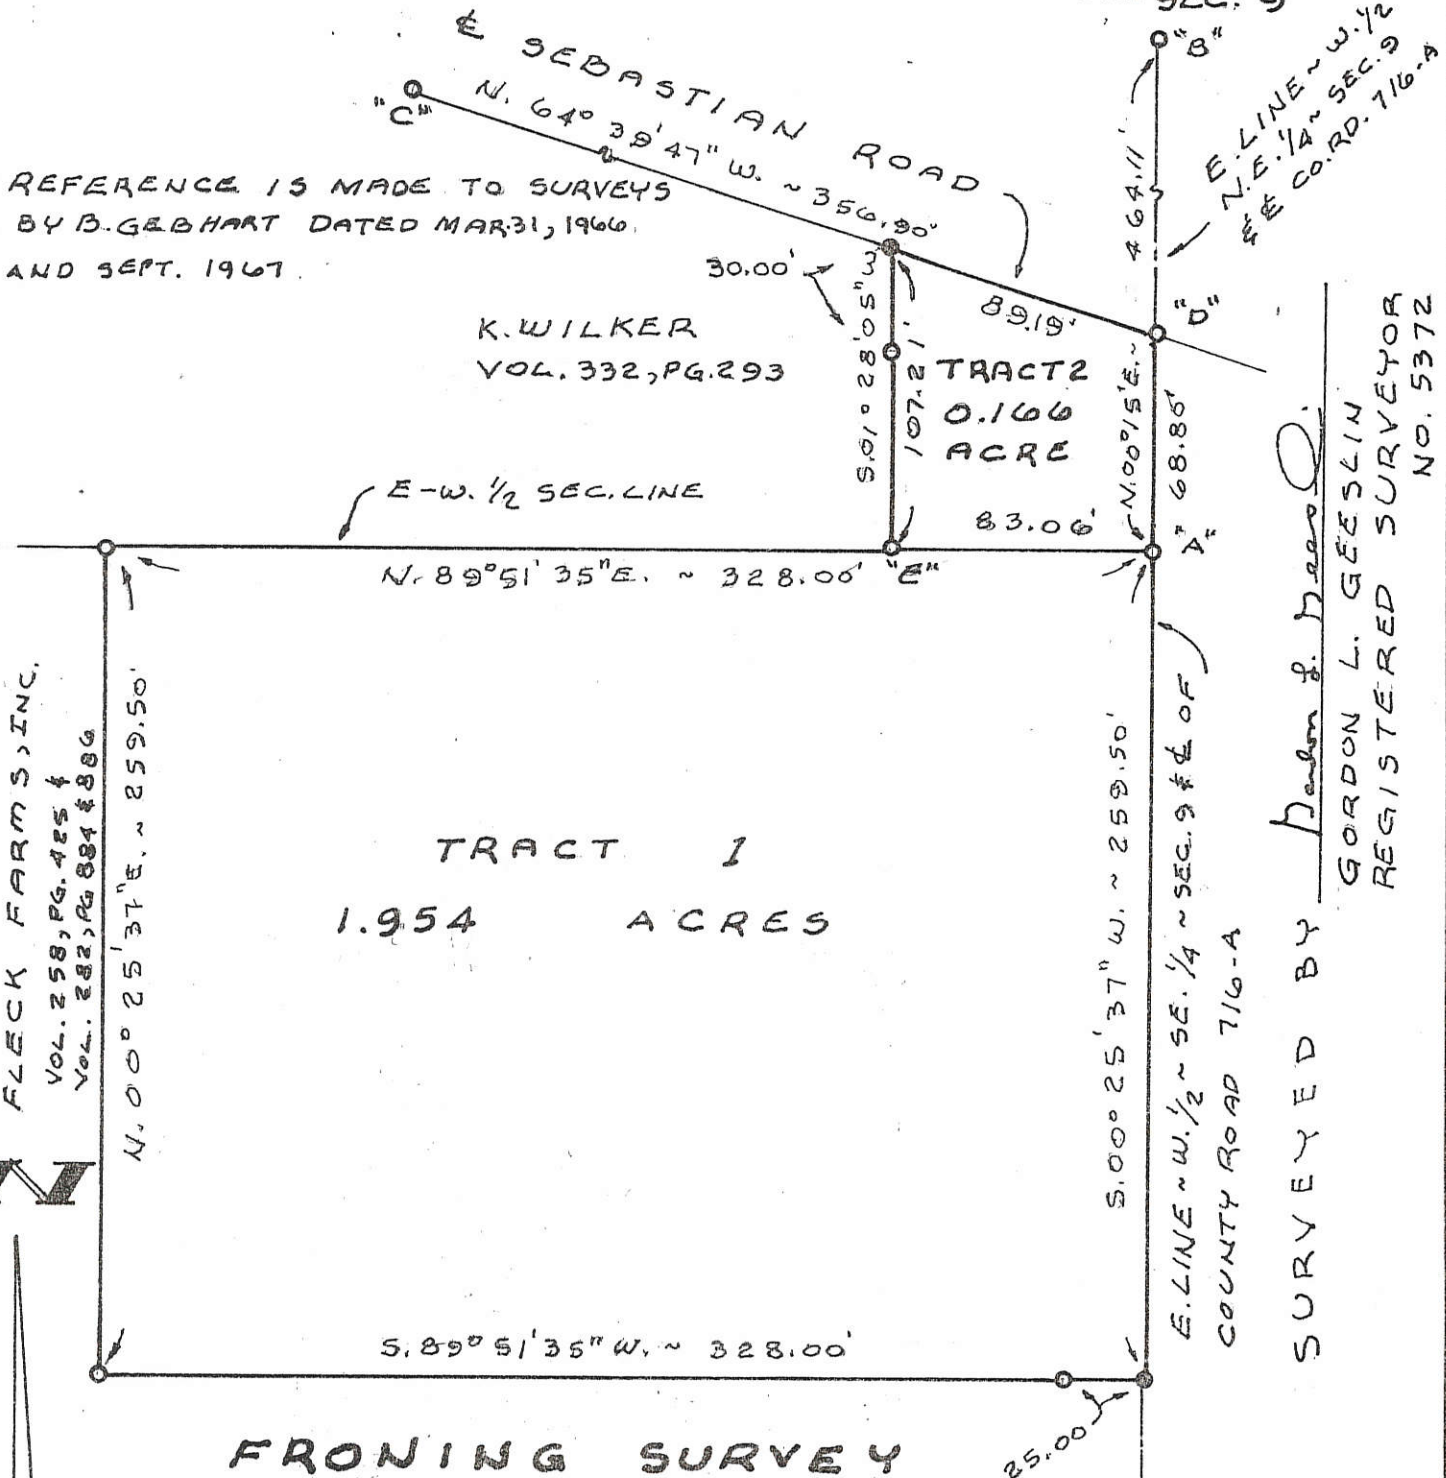 SEC. 9
"B"
℄ SEBASTIAN ROAD
"C"
N. 64° 39' 47" W. ~ 356.90'
464.11'
E. LINE ~ W. 1/2
N.E. 1/4 ~ SEC. 9
& ℄ CO. RD. 716-A
REFERENCE IS MADE TO SURVEYS
BY B. GEBHART DATED MAR. 31, 1966
AND SEPT. 1967.
30.00'
89.19'
"D"
K. WILKER
VOL. 332, PG. 293
S. 01° 28' 05" W.
107.21'
TRACT 2
0.166
ACRE
N. 00° 15' E. ~
68.86'
E-W. 1/2 SEC. LINE
83.06'
"A"
N. 89° 51' 35" E. ~ 328.00'
"E"
FLECK FARMS, INC.
VOL. 258, PG. 425 &
VOL. 282, PG 884 & 886
N. 00° 25' 37" E. ~ 259.50'
TRACT 1
1.954 ACRES
S. 00° 25' 37" W. ~ 259.50'
E. LINE ~ W. 1/2 ~ SE. 1/4 ~ SEC. 9 & ℄ OF
COUNTY ROAD 716-A
SURVEYED BY
GORDON L. GEESLIN
REGISTERED SURVEYOR
NO. 5372
N
S. 89° 51' 35" W. ~ 328.00'
25.00
FRONING SURVEY